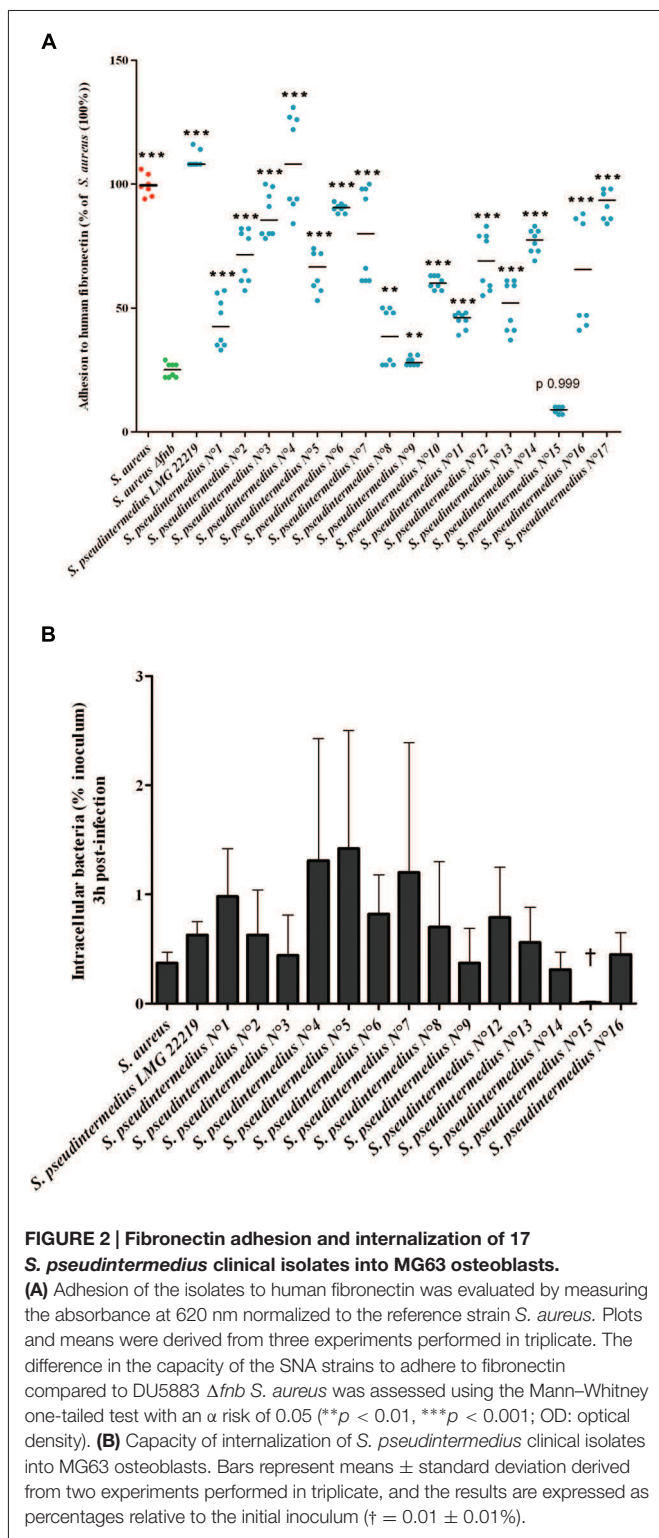 A
Adhesion to human fibronectin (% of S. aureus (100%))
150
100
50
0
***
***
***
***
***
***
***
***
***
**
**
***
***
***
***
***
p 0.999
***
***
S. aureus
S. aureus Δfnb
S. pseudintermedius LMG 22219
S. pseudintermedius N°1
S. pseudintermedius N°2
S. pseudintermedius N°3
S. pseudintermedius N°4
S. pseudintermedius N°5
S. pseudintermedius N°6
S. pseudintermedius N°7
S. pseudintermedius N°8
S. pseudintermedius N°9
S. pseudintermedius N°10
S. pseudintermedius N°11
S. pseudintermedius N°12
S. pseudintermedius N°13
S. pseudintermedius N°14
S. pseudintermedius N°15
S. pseudintermedius N°16
S. pseudintermedius N°17
B
Intracellular bacteria (% inoculum)
3h post-infection
3
2
1
0
†
S. aureus
S. pseudintermedius LMG 22219
S. pseudintermedius N°1
S. pseudintermedius N°2
S. pseudintermedius N°3
S. pseudintermedius N°4
S. pseudintermedius N°5
S. pseudintermedius N°6
S. pseudintermedius N°7
S. pseudintermedius N°8
S. pseudintermedius N°9
S. pseudintermedius N°12
S. pseudintermedius N°13
S. pseudintermedius N°14
S. pseudintermedius N°15
S. pseudintermedius N°16
FIGURE 2 | Fibronectin adhesion and internalization of 17
S. pseudintermedius clinical isolates into MG63 osteoblasts.
(A) Adhesion of the isolates to human fibronectin was evaluated by measuring
the absorbance at 620 nm normalized to the reference strain S. aureus. Plots
and means were derived from three experiments performed in triplicate. The
difference in the capacity of the SNA strains to adhere to fibronectin
compared to DU5883 Δfnb S. aureus was assessed using the Mann–Whitney
one-tailed test with an α risk of 0.05 (**p < 0.01, ***p < 0.001; OD: optical
density). (B) Capacity of internalization of S. pseudintermedius clinical isolates
into MG63 osteoblasts. Bars represent means ± standard deviation derived
from two experiments performed in triplicate, and the results are expressed as
percentages relative to the initial inoculum († = 0.01 ± 0.01%).